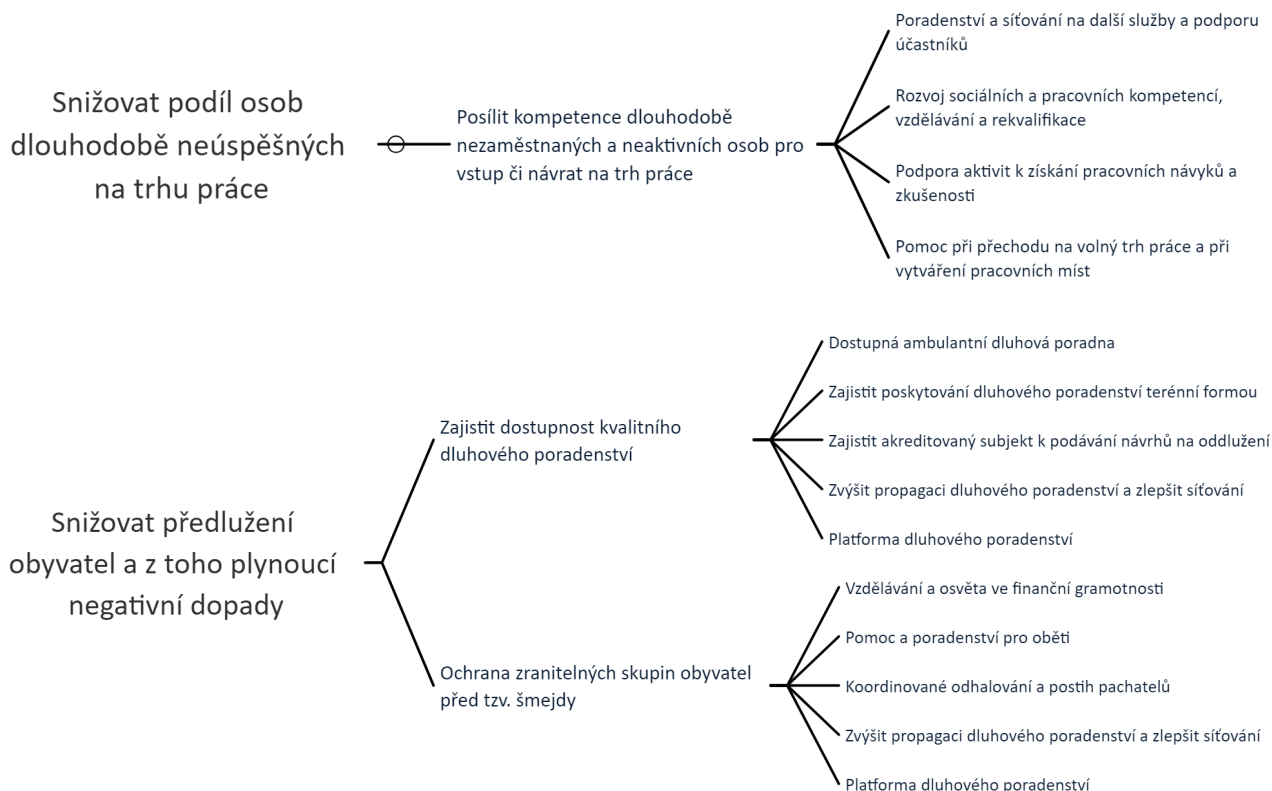 Snižovat podíl osob
dlouhodobě neúspěšných
na trhu práce
Posílit kompetence dlouhodobě
nezaměstnaných a neaktivních osob pro
vstup či návrat na trh práce
Poradenství a síťování na další služby a podporu
účastníků
Rozvoj sociálních a pracovních kompetencí,
vzdělávání a rekvalifikace
Podpora aktivit k získání pracovních návyků a
zkušenosti
Pomoc při přechodu na volný trh práce a při
vytváření pracovních míst
Snižovat předlužení
obyvatel a z toho plynoucí
negativní dopady
Zajistit dostupnost kvalitního
dluhového poradenství
Dostupná ambulantní dluhová poradna
Zajistit poskytování dluhového poradenství terénní formou
Zajistit akreditovaný subjekt k podávání návrhů na oddlužení
Zvýšit propagaci dluhového poradenství a zlepšit síťování
Platforma dluhového poradenství
Ochrana zranitelných skupin obyvatel
před tzv. šmejdy
Vzdělávání a osvěta ve finanční gramotnosti
Pomoc a poradenství pro oběti
Koordinované odhalování a postih pachatelů
Zvýšit propagaci dluhového poradenství a zlepšit síťování
Platforma dluhového poradenství